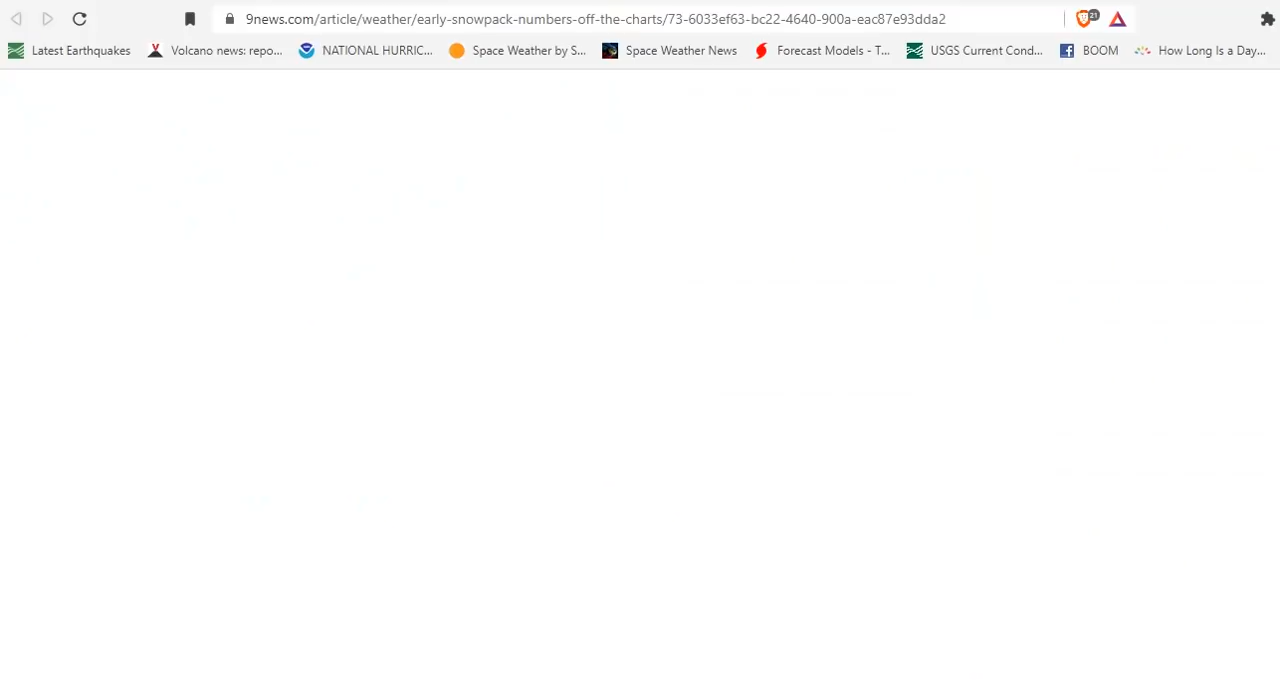 9news.com/article/weather/early-snowpack-numbers-off-the-charts/73-6033ef63-bc22-4640-900a-eac87e93dda2 21
Latest Earthquakes Volcano news: repo... NATIONAL HURRIC... Space Weather by S... Space Weather News Forecast Models - T... USGS Current Cond... BOOM How Long Is a Day...